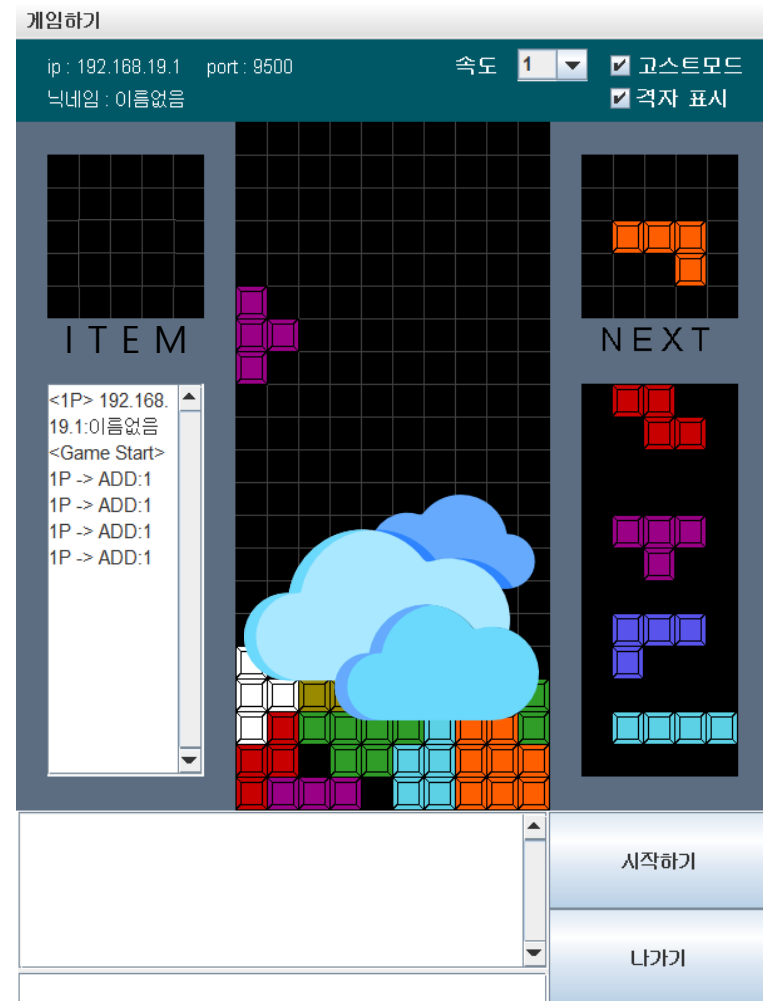 게임하기
ip : 192.168.19.1 port : 9500 속도 1 고스트모드
닉네임 : 이름없음 격자 표시
ITEM
NEXT
<1P> 192.168.
19.1:이름없음
<Game Start>
1P -> ADD:1
1P -> ADD:1
1P -> ADD:1
1P -> ADD:1
시작하기
나가기